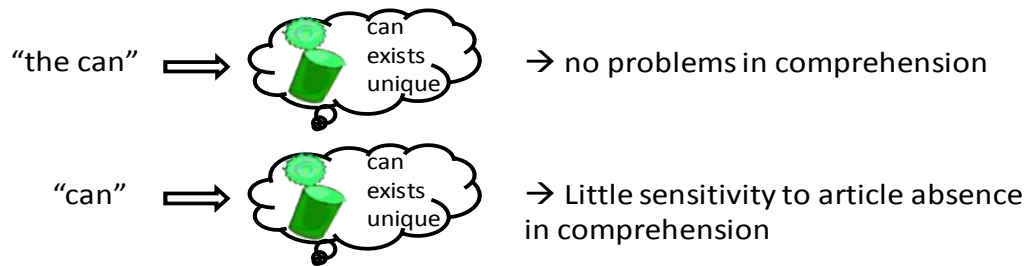 “the can”
can
exists
unique
→ no problems in comprehension
“can”
can
exists
unique
→ Little sensitivity to article absence
in comprehension